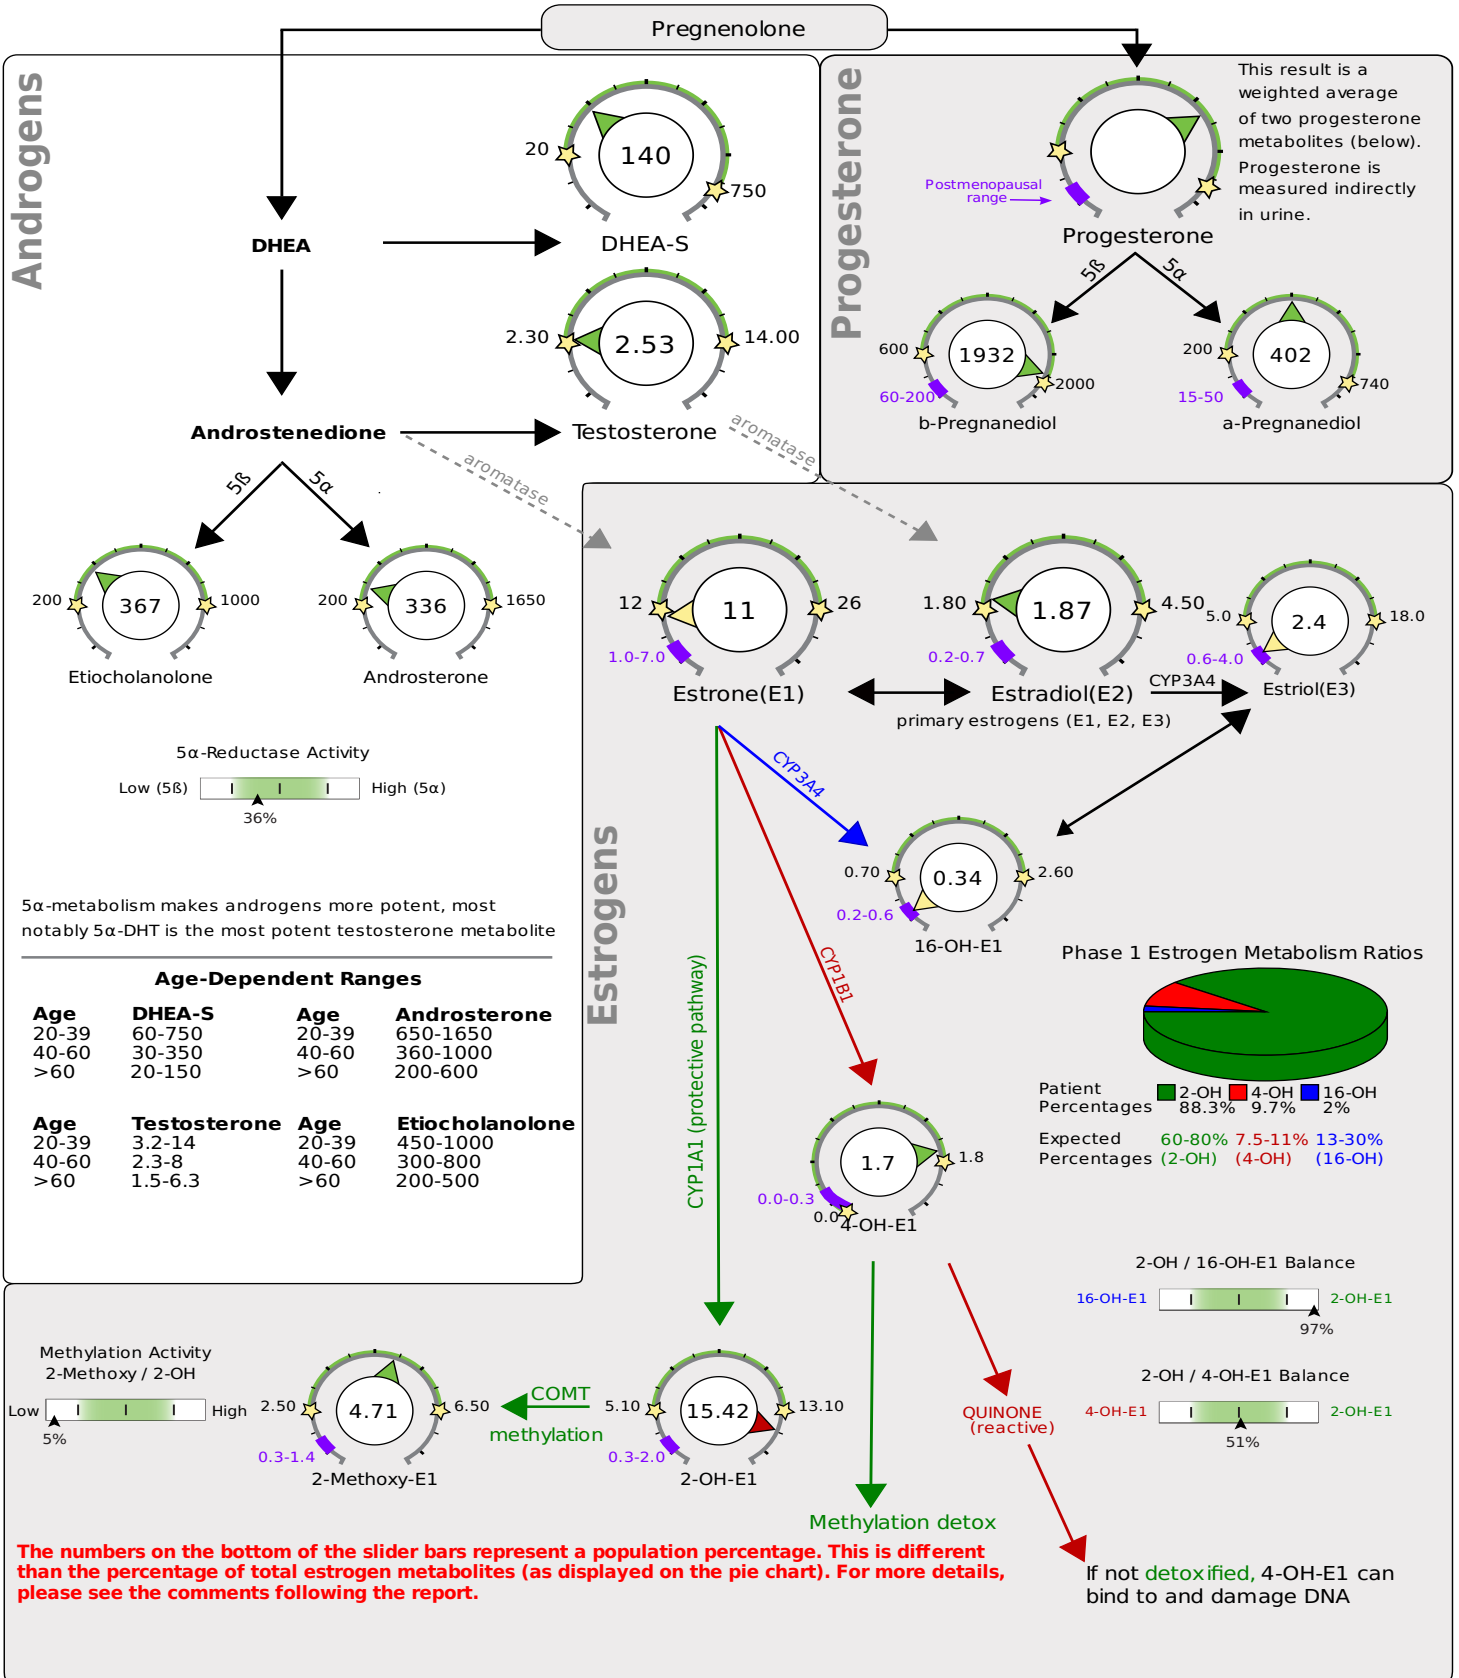 Pregnenolone
Androgens
20
140
750
DHEA-S
DHEA
2.30
2.53
14.00
Testosterone
Androstenedione
aromatase
aromatase
5ß
5α
200
367
1000
Etiocholanolone
200
336
1650
Androsterone
5α-Reductase Activity
Low (5ß)
High (5α)
36%
5α-metabolism makes androgens more potent, most
notably 5α-DHT is the most potent testosterone metabolite
Age-Dependent Ranges
Age DHEA-S Age Androsterone
20-39 60-750 20-39 650-1650
40-60 30-350 40-60 360-1000
>60 20-150 >60 200-600
Age Testosterone Age Etiocholanolone
20-39 3.2-14 20-39 450-1000
40-60 2.3-8 40-60 300-800
>60 1.5-6.3 >60 200-500
Progesterone
This result is a
weighted average
of two progesterone
metabolites (below).
Progesterone is
measured indirectly
in urine.
Postmenopausal
range
Progesterone
5ß
5α
600
1932
2000
60-200
b-Pregnanediol
200
402
740
15-50
a-Pregnanediol
Estrogens
12
11
26
1.0-7.0
Estrone(E1)
1.80
1.87
4.50
0.2-0.7
Estradiol(E2)
5.0
2.4
18.0
0.6-4.0
Estriol(E3)
CYP3A4
primary estrogens (E1, E2, E3)
CYP3A4
0.70
0.34
2.60
0.2-0.6
16-OH-E1
CYP1B1
CYP1A1 (protective pathway)
Phase 1 Estrogen Metabolism Ratios
Patient 2-OH 4-OH 16-OH
Percentages 88.3% 9.7% 2%
Expected 60-80% 7.5-11% 13-30%
Percentages (2-OH) (4-OH) (16-OH)
1.7
1.8
0.0-0.3
0.0
4-OH-E1
2-OH / 16-OH-E1 Balance
16-OH-E1
2-OH-E1
97%
2-OH / 4-OH-E1 Balance
4-OH-E1
2-OH-E1
51%
Methylation Activity
2-Methoxy / 2-OH
Low
High
5%
2.50
4.71
6.50
0.3-1.4
2-Methoxy-E1
COMT
methylation
5.10
15.42
13.10
0.3-2.0
2-OH-E1
QUINONE
(reactive)
Methylation detox
The numbers on the bottom of the slider bars represent a population percentage. This is different
than the percentage of total estrogen metabolites (as displayed on the pie chart). For more details,
please see the comments following the report.
If not detoxified, 4-OH-E1 can
bind to and damage DNA